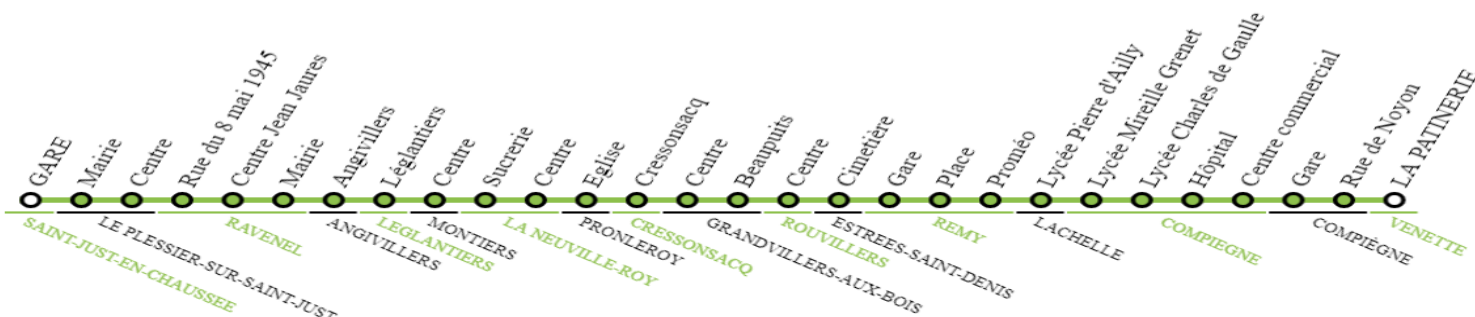 GARE
Mairie
Centre
Rue du 8 mai 1945
Centre Jean Jaures
Mairie
Angivillers
Léglantiers
Centre
Sucrerie
Centre
Eglise
Cressonsacq
Centre
Beaupuits
Centre
Cimetière
Gare
Place
Proméo
Lycée Pierre d'Ailly
Lycée Mireille Grenet
Lycée Charles de Gaulle
Hôpital
Centre commercial
Gare
Rue de Noyon
LA PATINERIE
SAINT-JUST-EN-CHAUSSEE
LE PLESSIER-SUR-SAINT-JUST
RAVENEL
ANGIVILLERS
LEGLANTIERS
MONTIERS
LA NEUVILLE-ROY
PRONLEROY
CRESSONSACQ
GRANDVILLERS-AUX-BOIS
ROUVILLERS
ESTREES-SAINT-DENIS
REMY
LACHELLE
COMPIEGNE
COMPIÈGNE
VENETTE